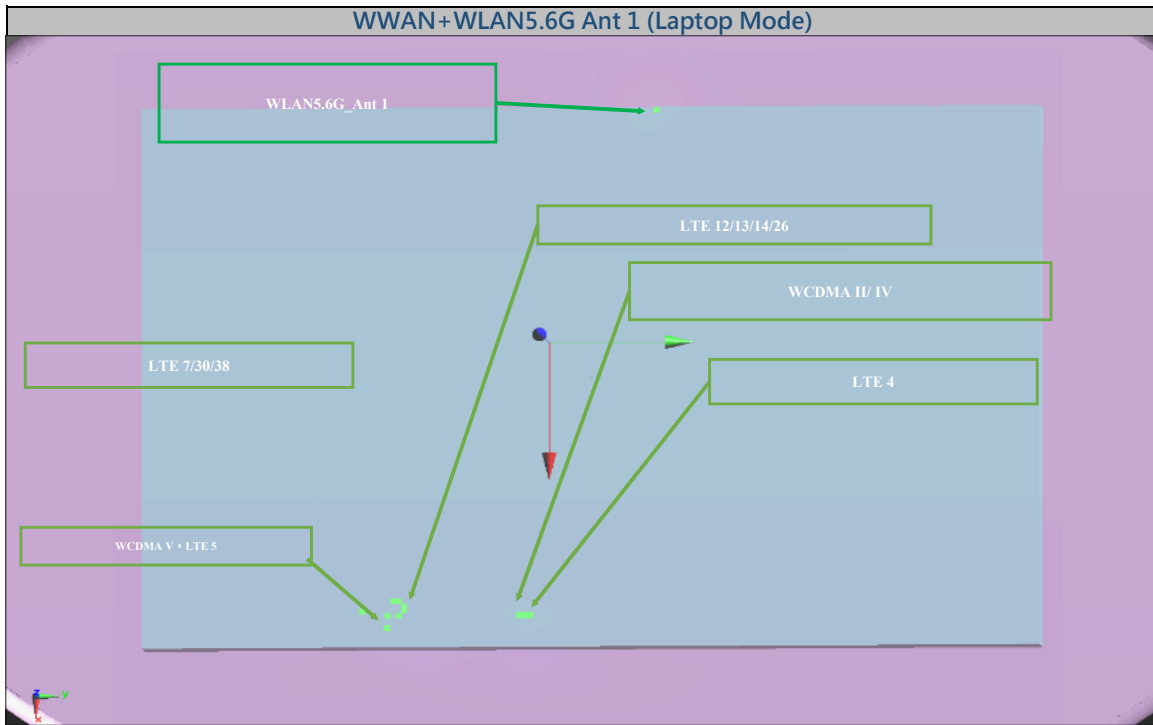 WWAN+WLAN5.6G Ant 1 (Laptop Mode)
WLAN5.6G_Ant 1
LTE 12/13/14/26
WCDMA II/ IV
LTE 7/30/38
LTE 4
WCDMA V，LTE 5
z
y
x